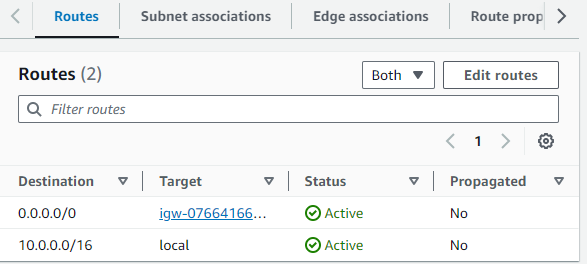 Routes Subnet associations Edge associations Route prop
Routes (2) Both Edit routes
Filter routes
1
Destination Target Status Propagated
0.0.0.0/0 igw-07664166... Active No
10.0.0.0/16 local Active No